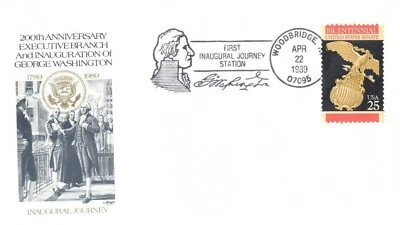 200th ANNIVERSARY
EXECUTIVE BRANCH
And INAUGURATION OF
GEORGE WASHINGTON
1789 1989
INAUGURAL JOURNEY
FIRST
INAUGURAL JOURNEY
STATION
G Washington
WOODBRIDGE,
APR
22
1989
07095
BICENTENNIAL
UNITED STATES SENATE
USA
25